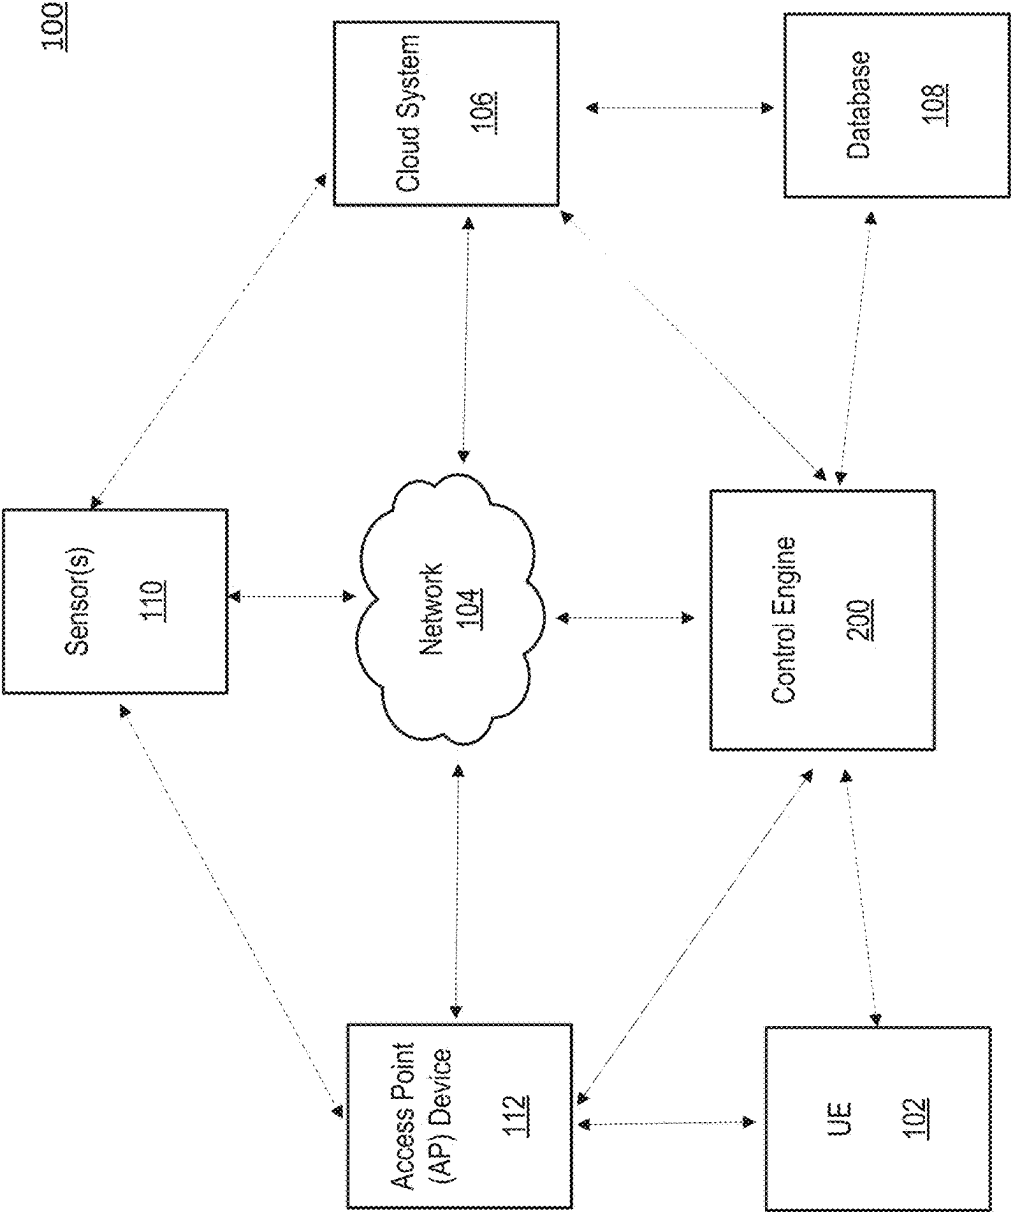 100
Sensor(s)
110
Access Point
(AP) Device
112
Network
104
Cloud System
106
UE
102
Control Engine
200
Database
108